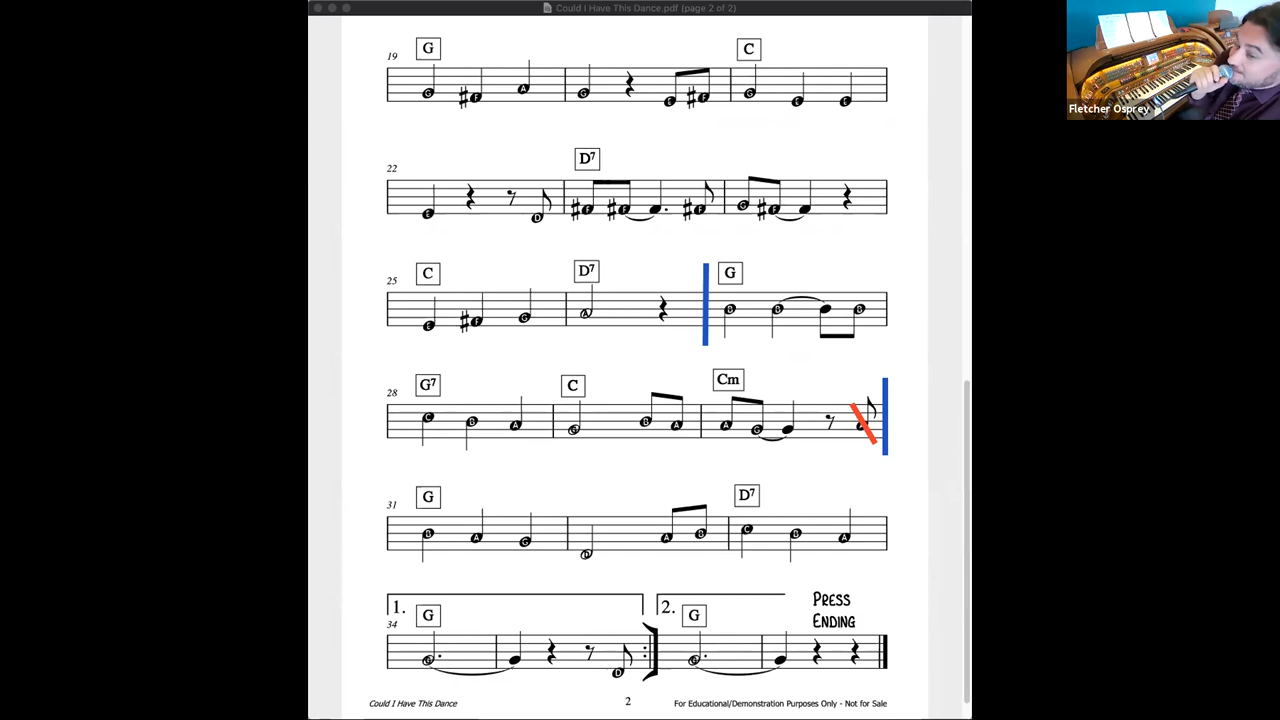 Could I Have This Dance.pdf (page 2 of 2)
Fletcher Osprey
19 G C
G F A G E F G E E
22 D7
E D F F F G F
25 C D7 G
E F G A B B B
28 G7 C Cm
C B A G B A A G A
31 G D7
B A G D A B C B A
1. G 2. G PRESS
ENDING
34
G D G
Could I Have This Dance 2 For Educational/Demonstration Purposes Only - Not for Sale